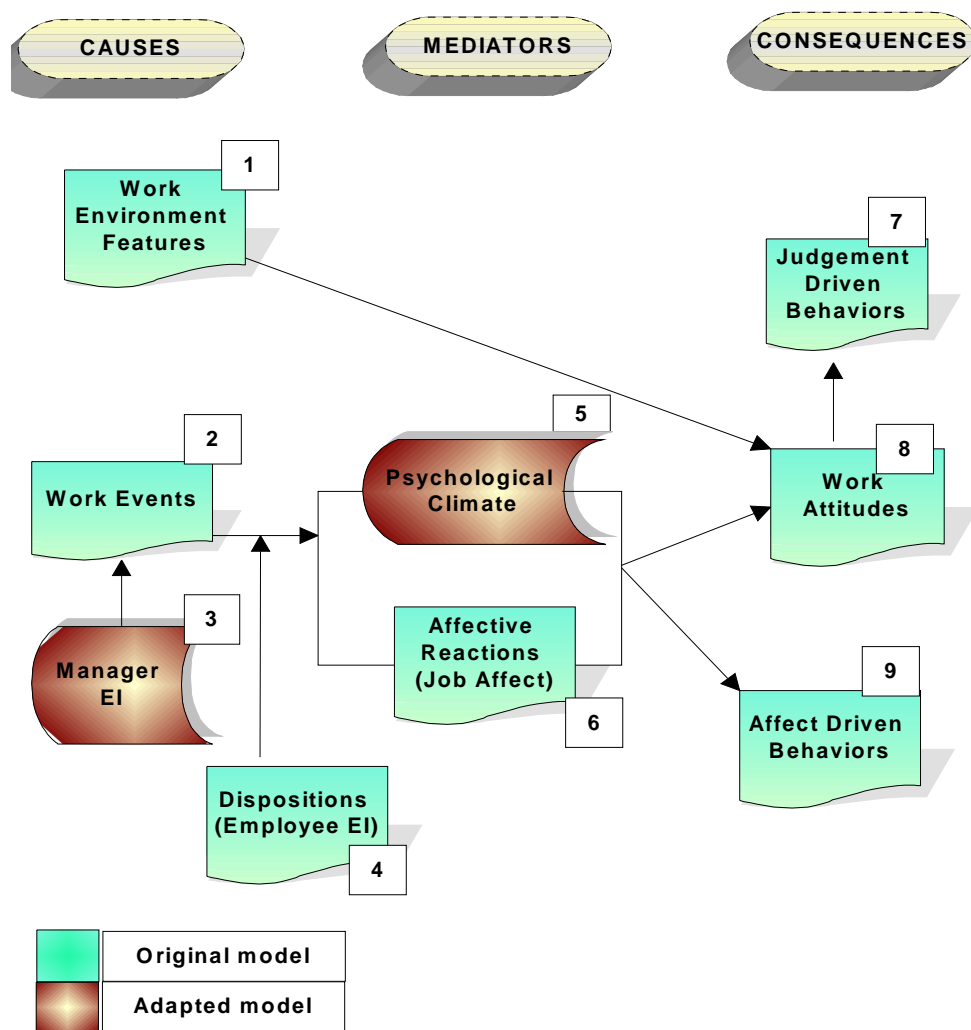 CAUSES
MEDIATORS
CONSEQUENCES
1
Work
Environment
Features
7
Judgement
Driven
Behaviors
2
Work Events
5
Psychological
Climate
8
Work
Attitudes
3
Manager
EI
Affective
Reactions
(Job Affect)
6
9
Affect Driven
Behaviors
Dispositions
(Employee EI)
4
Original model
Adapted model